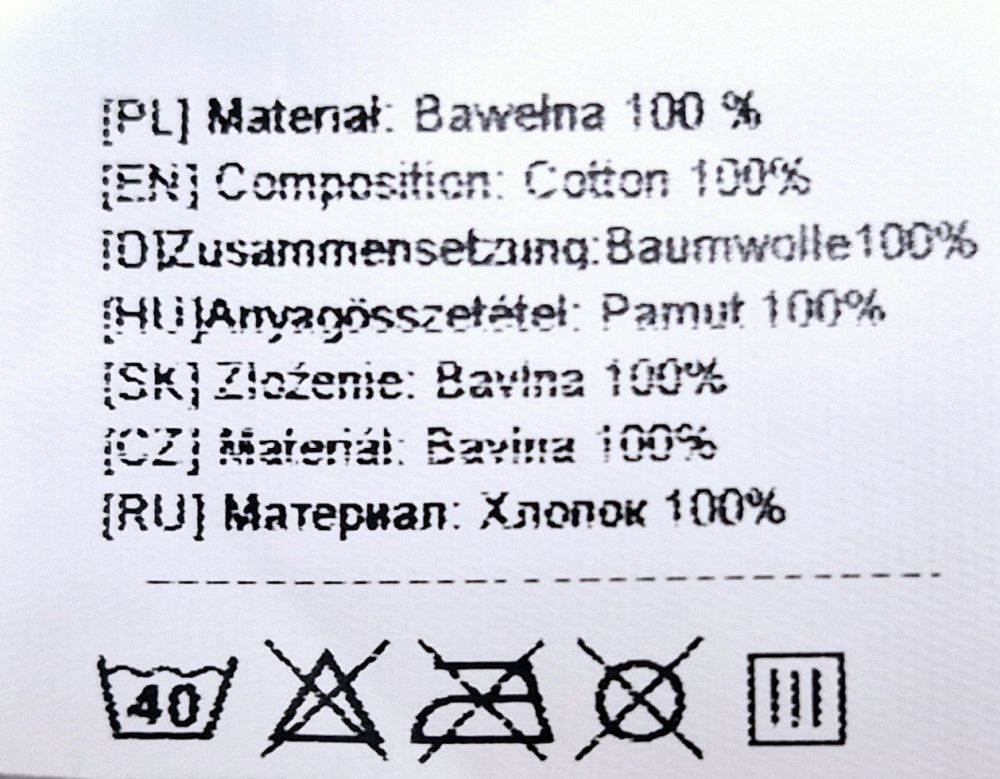 [PL] Materiał: Bawełna 100 %
[EN] Composition: Cotton 100%
[D]Zusammensetzung:Baumwolle100%
[HU]Anyagösszetétel: Pamut 100%
[SK] Zloženie: Bavlna 100%
[CZ] Materiál: Bavlna 100%
[RU] Материал: Хлопок 100%
40